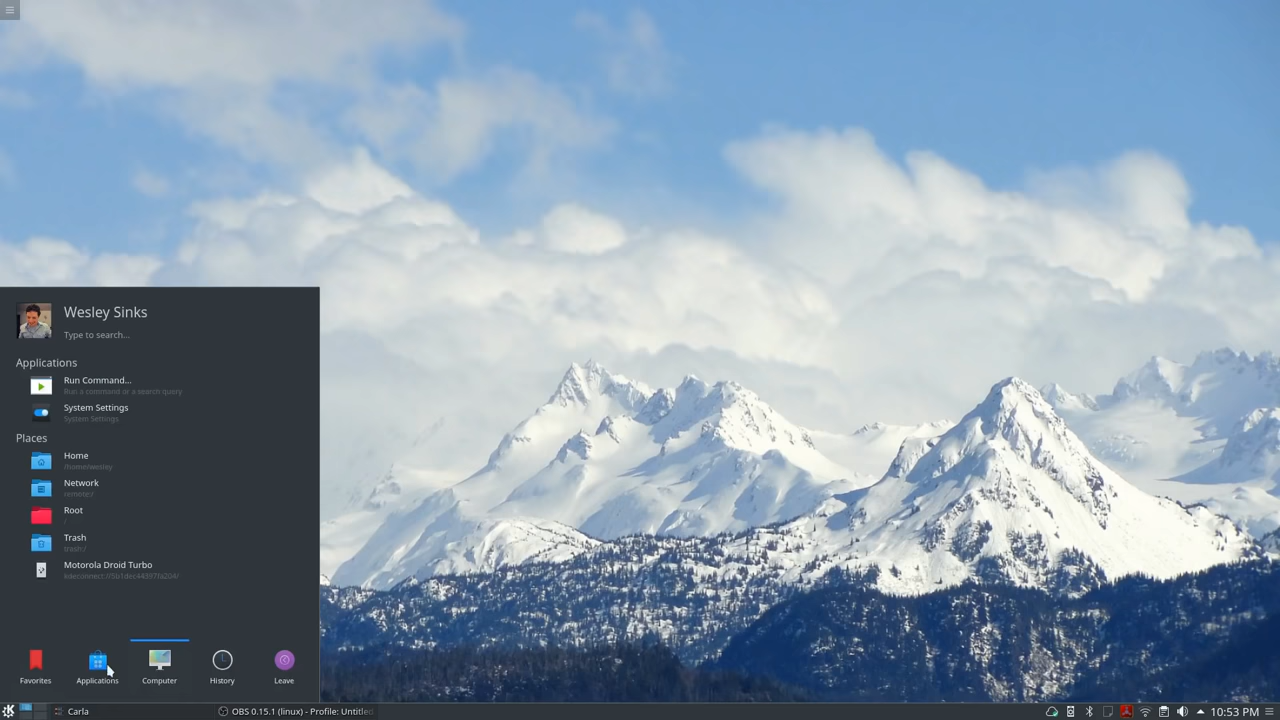 Wesley Sinks
Type to search...
Applications
Run Command...
Run a command or a search query
System Settings
System Settings
Places
Home
/home/wesley
Network
remote:/
Root
/
Trash
trash:/
Motorola Droid Turbo
Favorites
Applications
Computer
History
Leave
Carla
OBS 0.15.1 (linux) - Profile: Untitled
10:53 PM